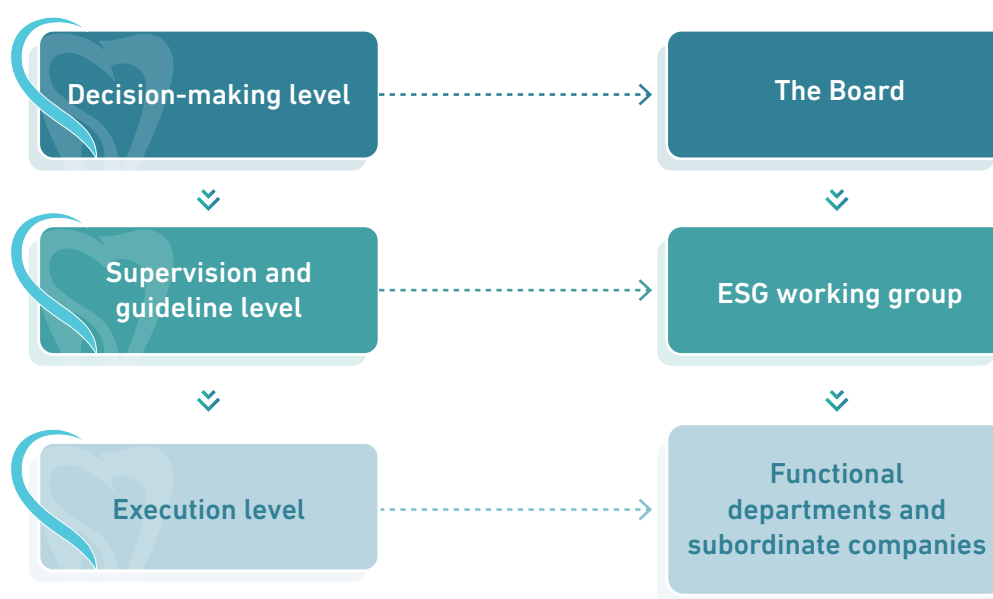 Decision-making level
The Board
Supervision and
guideline level
ESG working group
Execution level
Functional
departments and
subordinate companies